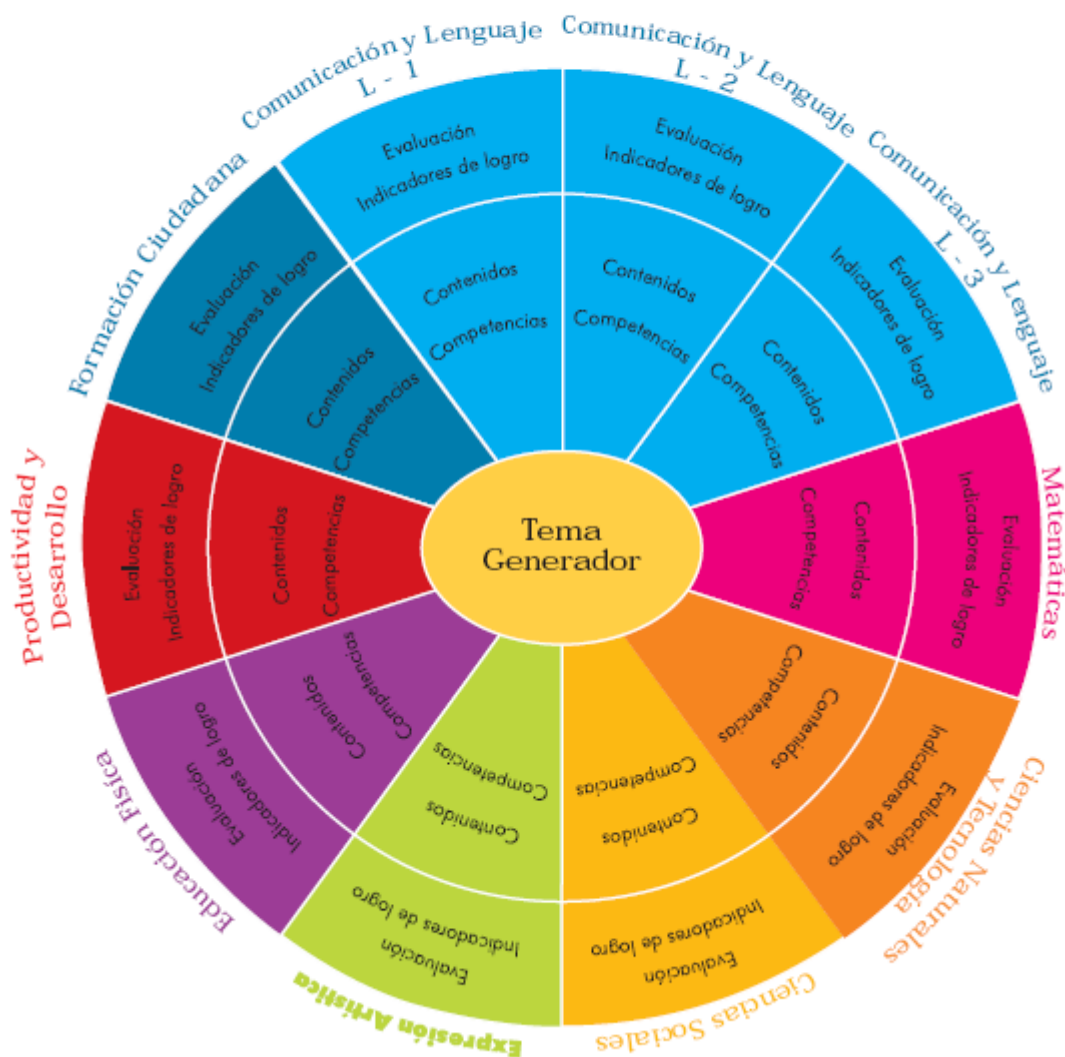 Comunicación y Lenguaje
L - 1
Evaluación
Indicadores de logro
Contenidos
Competencias
Comunicación y Lenguaje
L - 2
Evaluación
Indicadores de logro
Contenidos
Competencias
Comunicación y Lenguaje
L - 3
Evaluación
Indicadores de logro
Contenidos
Competencias
Matemáticas
Evaluación
Indicadores de logro
Contenidos
Competencias
Ciencias Naturales
y Tecnología
Evaluación
Indicadores de logro
Contenidos
Competencias
Ciencias Sociales
Evaluación
Indicadores de logro
Contenidos
Competencias
Expresión Artística
Evaluación
Indicadores de logro
Contenidos
Competencias
Educación Física
Evaluación
Indicadores de logro
Contenidos
Competencias
Productividad y
Desarrollo
Evaluación
Indicadores de logro
Contenidos
Competencias
Formación Ciudadana
Evaluación
Indicadores de logro
Contenidos
Competencias
Tema
Generador